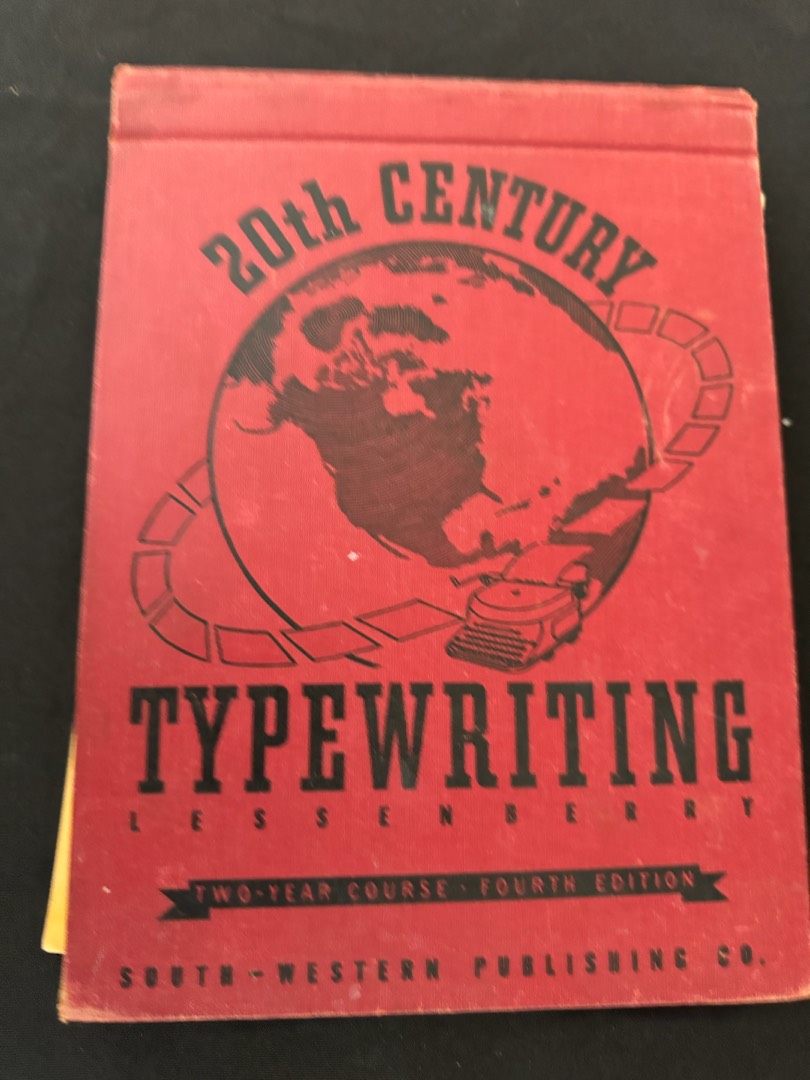 20th CENTURY
TYPEWRITING
LESSENBERRY
TWO-YEAR COURSE · FOURTH EDITION
SOUTH-WESTERN PUBLISHING CO.